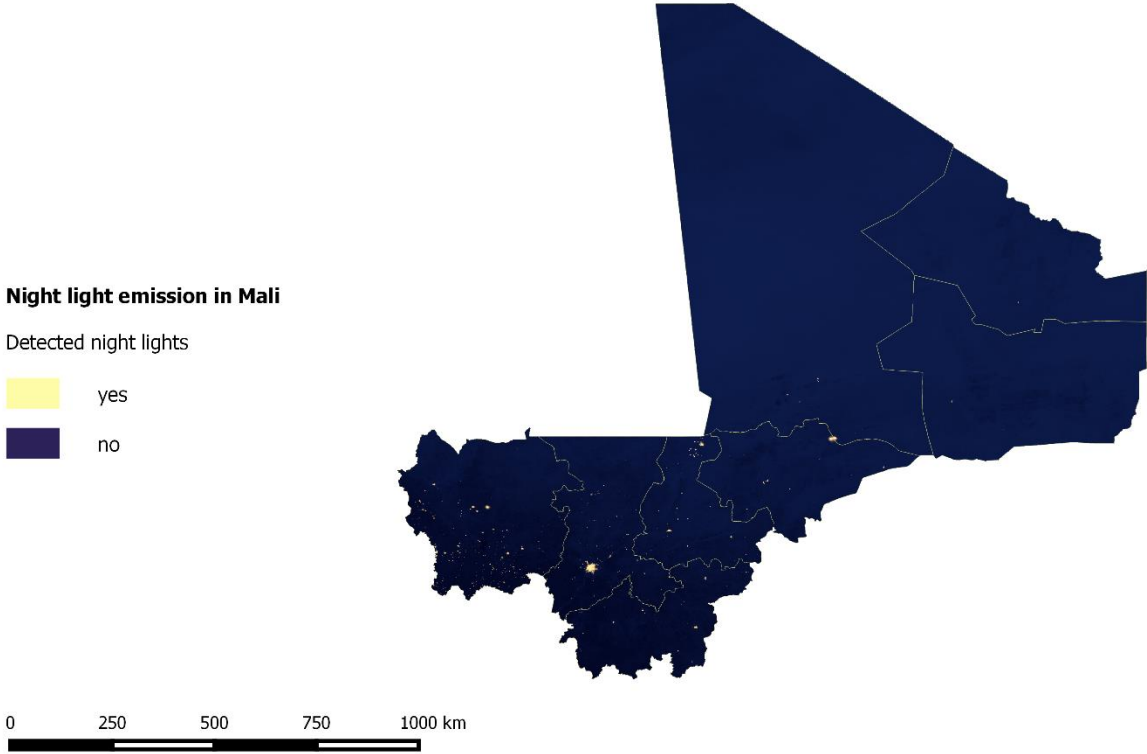 Night light emission in Mali
Detected night lights
yes
no
0 250 500 750 1000 km